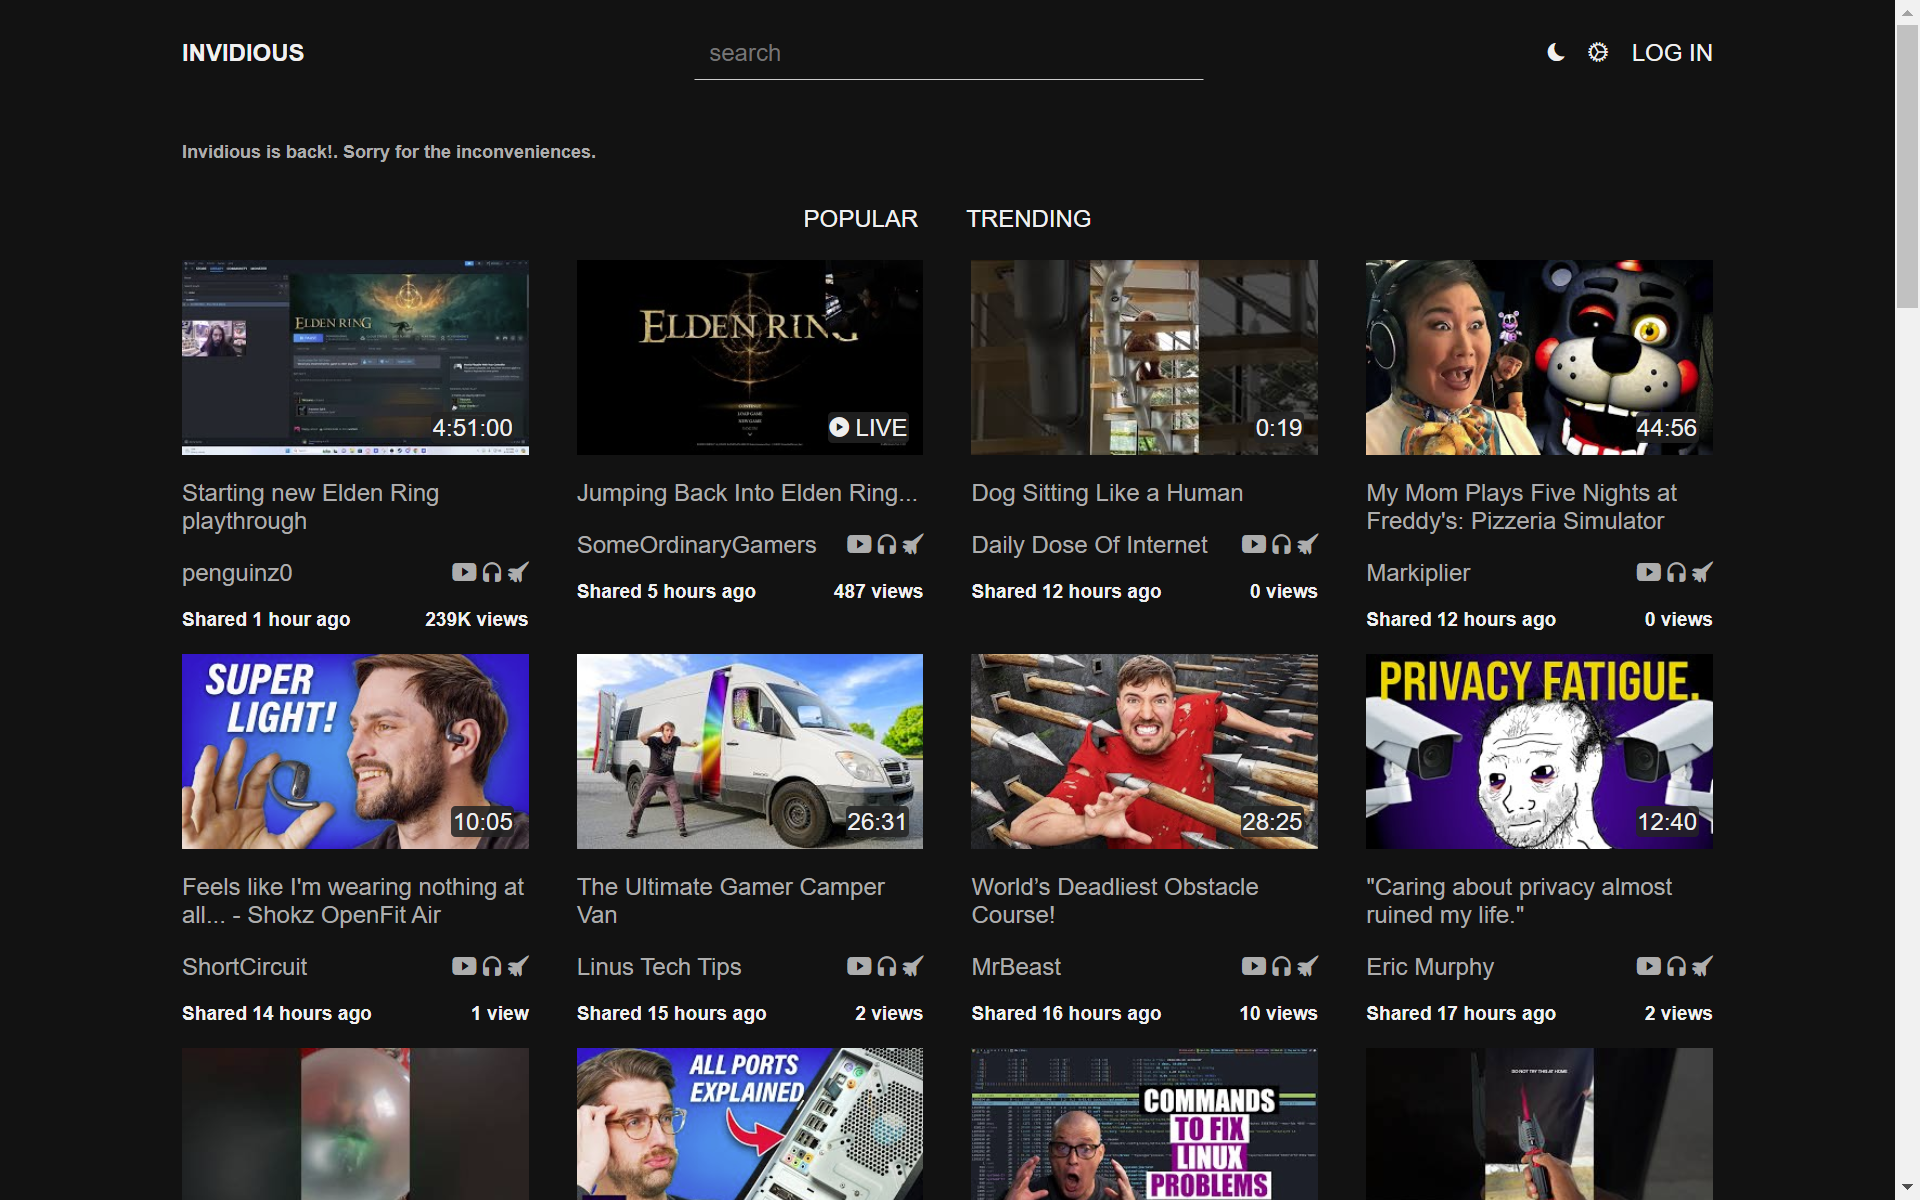 INVIDIOUS
search
LOG IN
Invidious is back!. Sorry for the inconveniences.
POPULAR
TRENDING
ELDEN RING
4:51:00
ELDEN RING
LIVE
0:19
44:56
Starting new Elden Ring
playthrough
penguinz0
Shared 1 hour ago
239K views
Jumping Back Into Elden Ring...
SomeOrdinaryGamers
Shared 5 hours ago
487 views
Dog Sitting Like a Human
Daily Dose Of Internet
Shared 12 hours ago
0 views
My Mom Plays Five Nights at
Freddy's: Pizzeria Simulator
Markiplier
Shared 12 hours ago
0 views
SUPER
LIGHT!
10:05
26:31
28:25
PRIVACY FATIGUE.
12:40
Feels like I'm wearing nothing at
all... - Shokz OpenFit Air
ShortCircuit
Shared 14 hours ago
1 view
The Ultimate Gamer Camper
Van
Linus Tech Tips
Shared 15 hours ago
2 views
World’s Deadliest Obstacle
Course!
MrBeast
Shared 16 hours ago
10 views
"Caring about privacy almost
ruined my life."
Eric Murphy
Shared 17 hours ago
2 views
ALL PORTS
EXPLAINED
COMMANDS
TO FIX
LINUX
PROBLEMS
DO NOT TRY THIS AT HOME